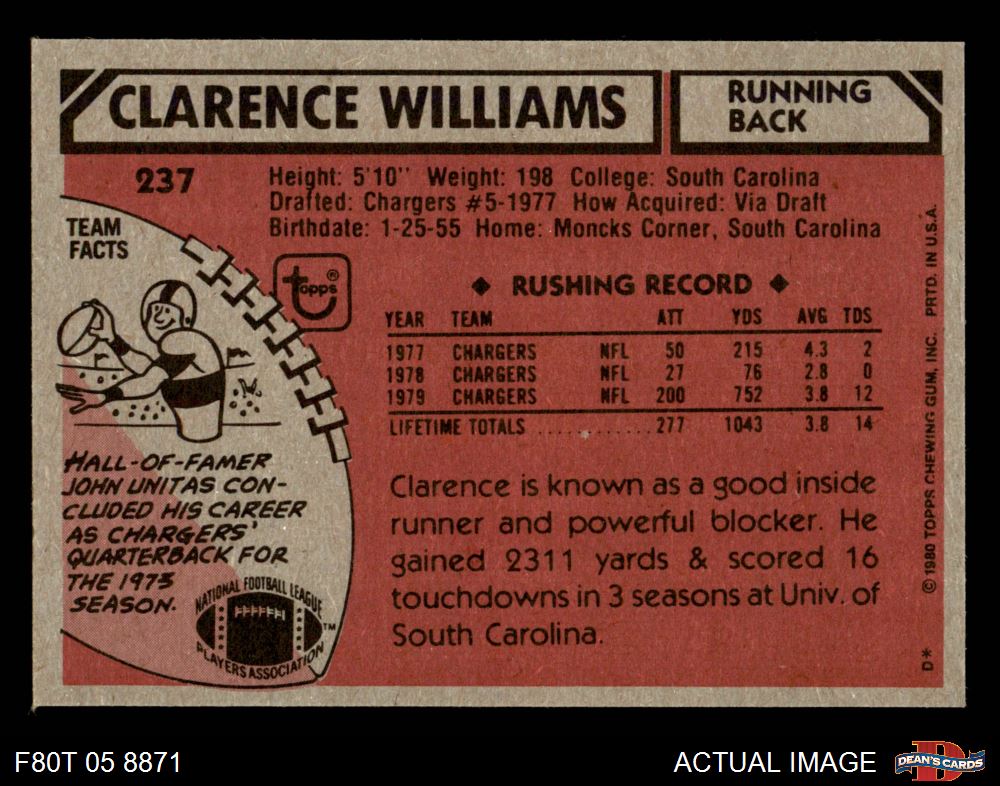 CLARENCE WILLIAMS
RUNNING
BACK
237
Height: 5'10" Weight: 198 College: South Carolina
Drafted: Chargers #5-1977 How Acquired: Via Draft
Birthdate: 1-25-55 Home: Moncks Corner, South Carolina
TEAM
FACTS
topps®
◆ RUSHING RECORD ◆
YEAR TEAM ATT YDS AVG TDS
1977 CHARGERS NFL 50 215 4.3 2
1978 CHARGERS NFL 27 76 2.8 0
1979 CHARGERS NFL 200 752 3.8 12
LIFETIME TOTALS .............. 277 1043 3.8 14
HALL-OF-FAMER
JOHN UNITAS CON-
CLUDED HIS CAREER
AS CHARGERS'
QUARTERBACK FOR
THE 1973
SEASON.
NATIONAL FOOTBALL LEAGUE
PLAYERS ASSOCIATION
TM
Clarence is known as a good inside
runner and powerful blocker. He
gained 2311 yards & scored 16
touchdowns in 3 seasons at Univ. of
South Carolina.
D* © 1980 TOPPS CHEWING GUM, INC. PRTD. IN U.S.A.
F80T 05 8871
ACTUAL IMAGE
D
DEAN'S CARDS